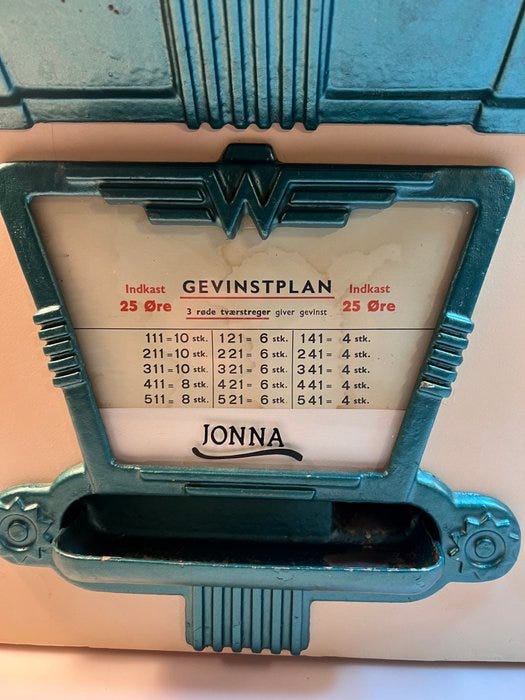 W
Indkast GEVINSTPLAN Indkast
25 Øre 3 røde tværstreger giver gevinst 25 Øre
111 = 10 stk. 121 = 6 stk. 141 = 4 stk.
211 = 10 stk. 221 = 6 stk. 241 = 4 stk.
311 = 10 stk. 321 = 6 stk. 341 = 4 stk.
411 = 8 stk. 421 = 6 stk. 441 = 4 stk.
511 = 8 stk. 521 = 6 stk. 541 = 4 stk.
JONNA